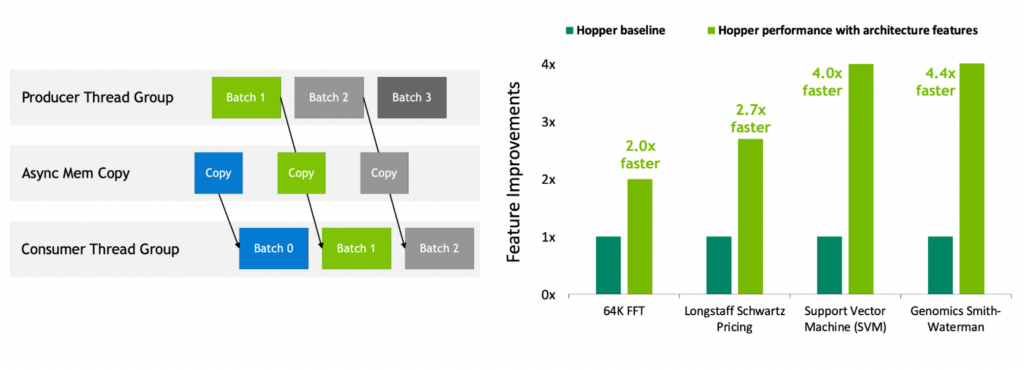 Producer Thread Group
Batch 1
Batch 2
Batch 3
Async Mem Copy
Copy
Copy
Copy
Consumer Thread Group
Batch 0
Batch 1
Batch 2
Hopper baseline
Hopper performance with architecture features
Feature Improvements
4x
3x
2x
1x
0x
2.0x
faster
2.7x
faster
4.0x
faster
4.4x
faster
64K FFT
Longstaff Schwartz
Pricing
Support Vector
Machine (SVM)
Genomics Smith-
Waterman